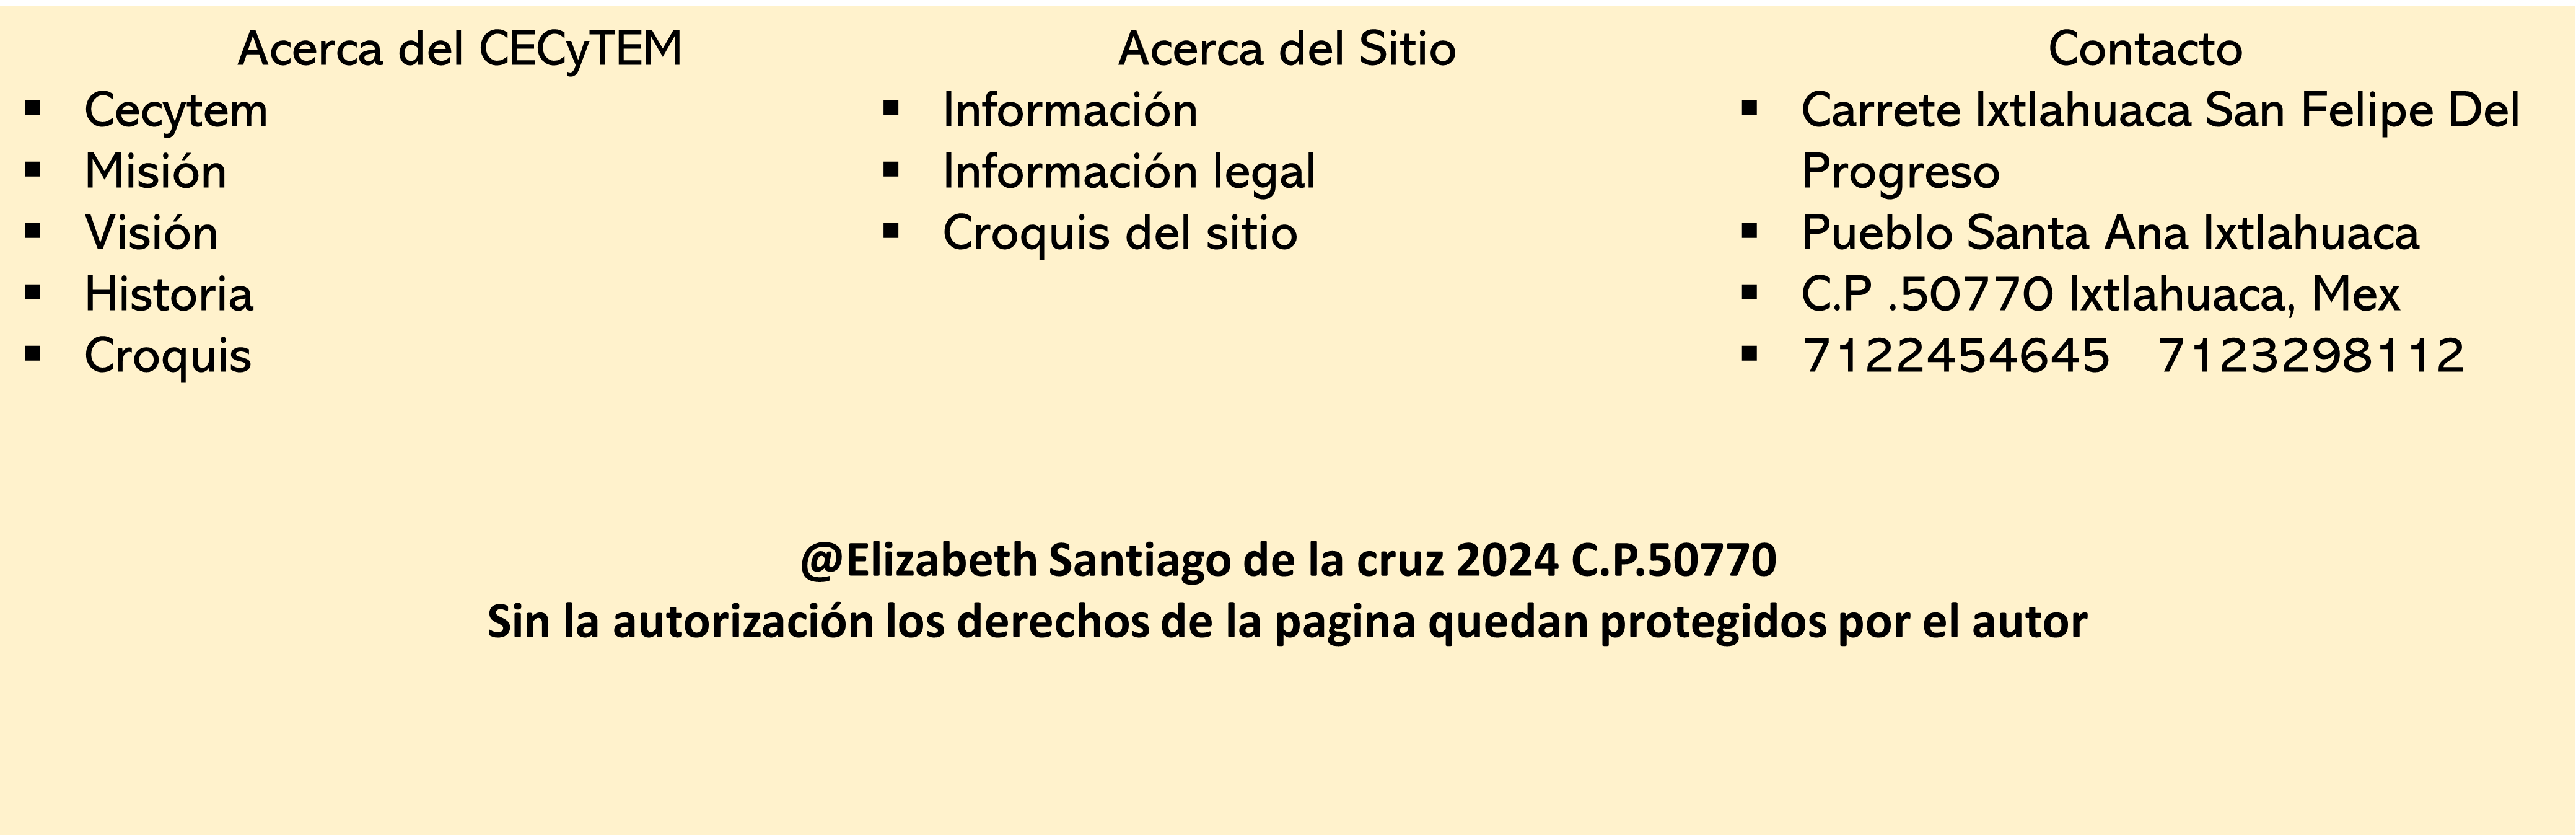 Acerca del CECyTEM
Cecytem
Misión
Visión
Historia
Croquis
Acerca del Sitio
Información
Información legal
Croquis del sitio
Contacto
Carrete Ixtlahuaca San Felipe Del
Progreso
Pueblo Santa Ana Ixtlahuaca
C.P .50770 Ixtlahuaca, Mex
7122454645 7123298112
@Elizabeth Santiago de la cruz 2024 C.P.50770
Sin la autorización los derechos de la pagina quedan protegidos por el autor